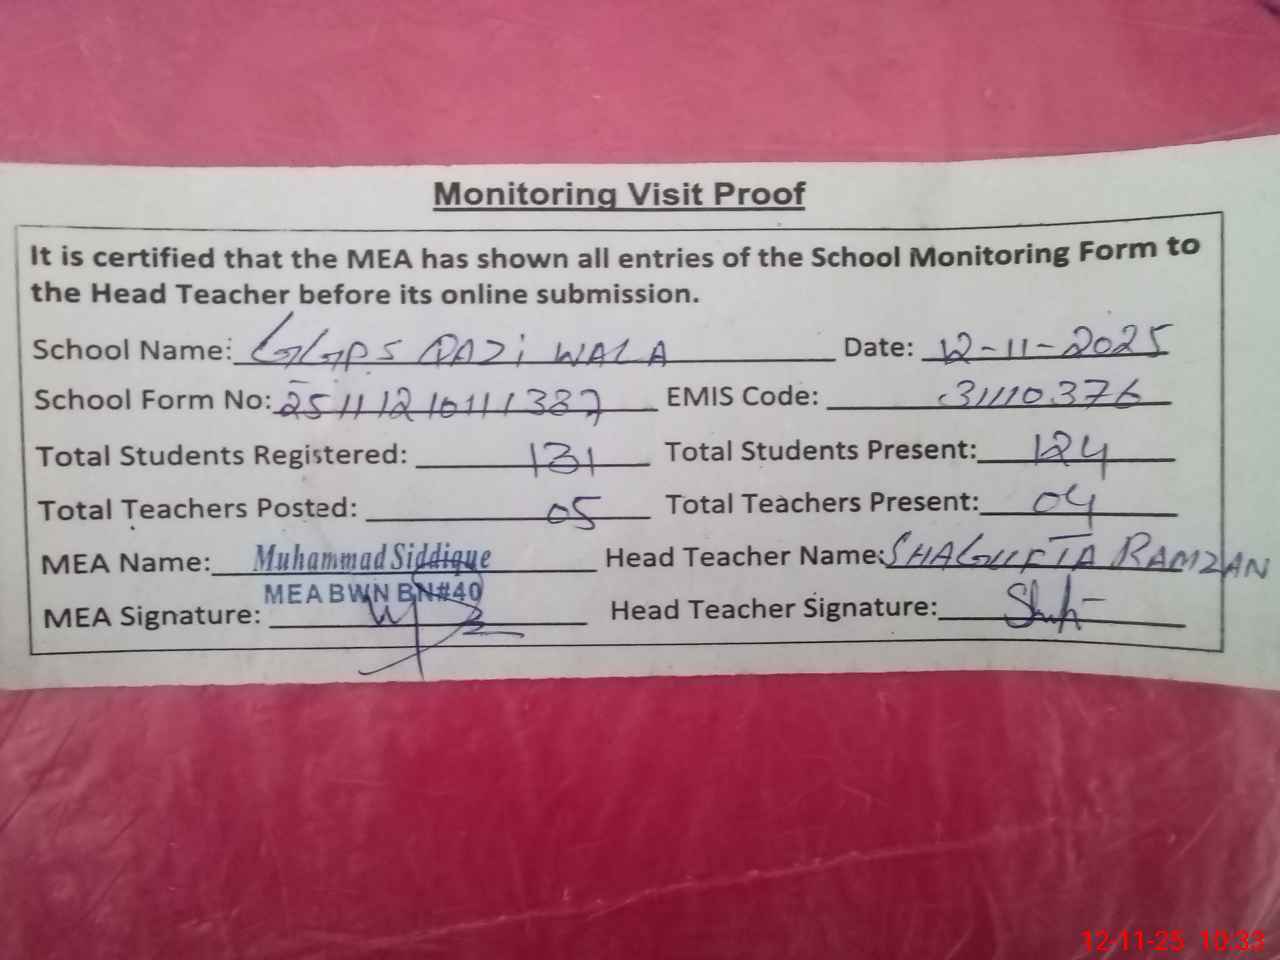 Monitoring Visit Proof
It is certified that the MEA has shown all entries of the School Monitoring Form to
the Head Teacher before its online submission.
School Name: GGPS QAZI WALA Date: 12-11-2025
School Form No: 25111210111387 EMIS Code: 31110376
Total Students Registered: 131 Total Students Present: 124
Total Teachers Posted: 05 Total Teachers Present: 04
MEA Name: Muhammad Siddique Head Teacher Name: SHAGUFTA RAMZAN
MEA BWN BN#40
MEA Signature: Head Teacher Signature:
12-11-25 10:33